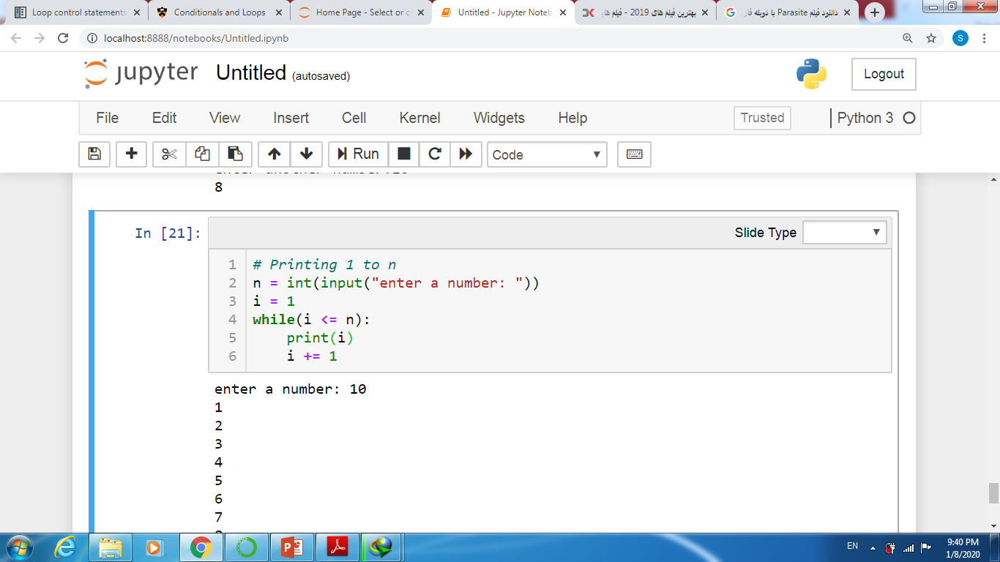 Loop control statements
Conditionals and Loops
Home Page - Select or c
Untitled - Jupyter Noteb
بهترین فیلم های 2019 - فیلم های
دانلود فیلم Parasite با دوبله فار
localhost:8888/notebooks/Untitled.ipynb
S
jupyter Untitled (autosaved)
Logout
File Edit View Insert Cell Kernel Widgets Help Trusted Python 3
Run Code
8
In [21]:
Slide Type
1 # Printing 1 to n
2 n = int(input("enter a number: "))
3 i = 1
4 while(i <= n):
5 print(i)
6 i += 1
enter a number: 10
1
2
3
4
5
6
7
EN
9:40 PM
1/8/2020